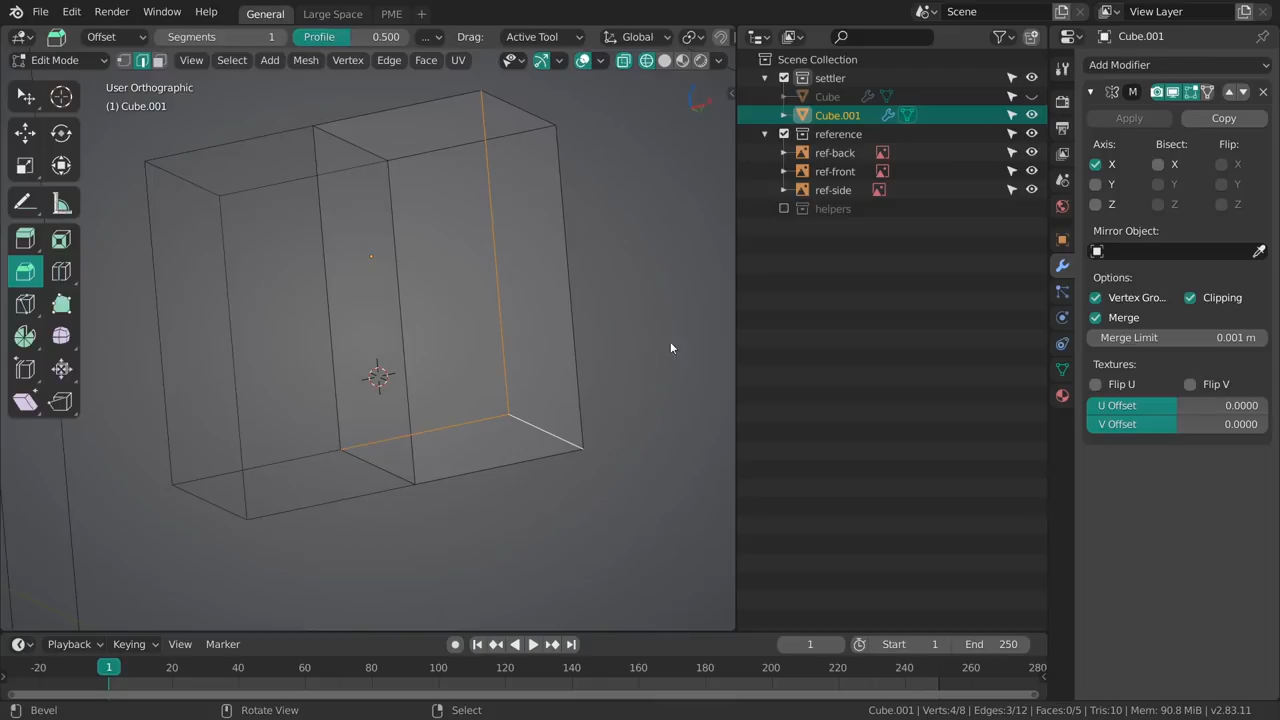 File Edit Render Window Help General Large Space PME + Scene View Layer
Offset Segments 1 Profile 0.500 ... Drag: Active Tool Global
Cube.001
Edit Mode View Select Add Mesh Vertex Edge Face UV
Scene Collection
Add Modifier
User Orthographic
(1) Cube.001
settler
Cube
Cube.001
reference
ref-back
ref-front
ref-side
helpers
M
Apply Copy
Axis: Bisect: Flip:
X X X
Y Y Y
Z Z Z
Mirror Object:
Options:
Vertex Gro... Clipping
Merge
Merge Limit 0.001 m
Textures:
Flip U Flip V
U Offset 0.0000
V Offset 0.0000
Playback Keying View Marker 1 Start 1 End 250
-20 1 20 40 60 80 100 120 140 160 180 200 220 240 260 280
Bevel Rotate View Select Cube.001 | Verts:4/8 | Edges:3/12 | Faces:0/5 | Tris:10 | Mem: 90.8 MiB | v2.83.11